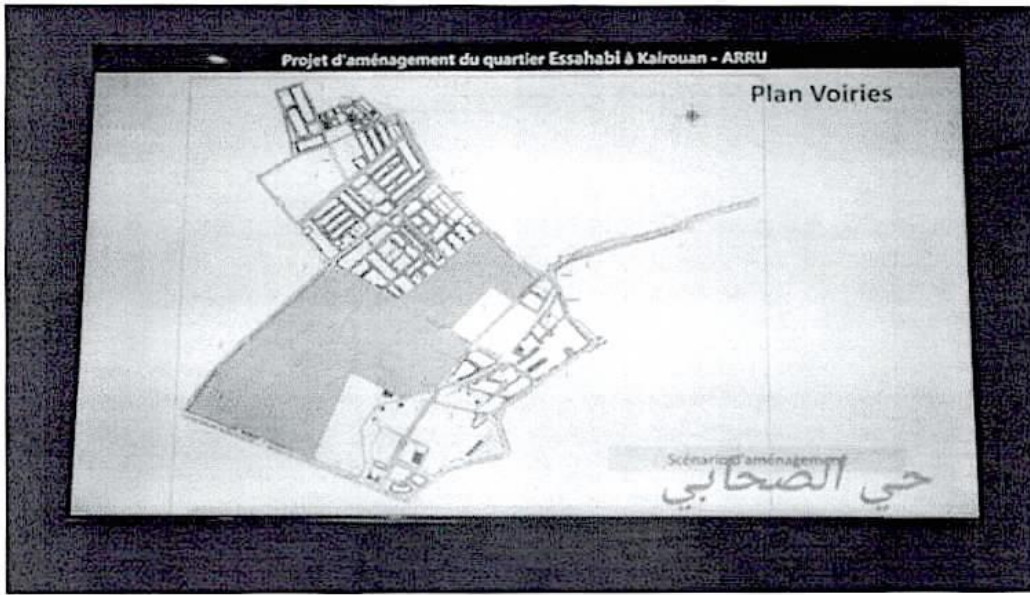 Projet d'aménagement du quartier Essahabi à Kairouan - ARRU
Plan Voiries
Scénario d'aménagement
حي الصحابي